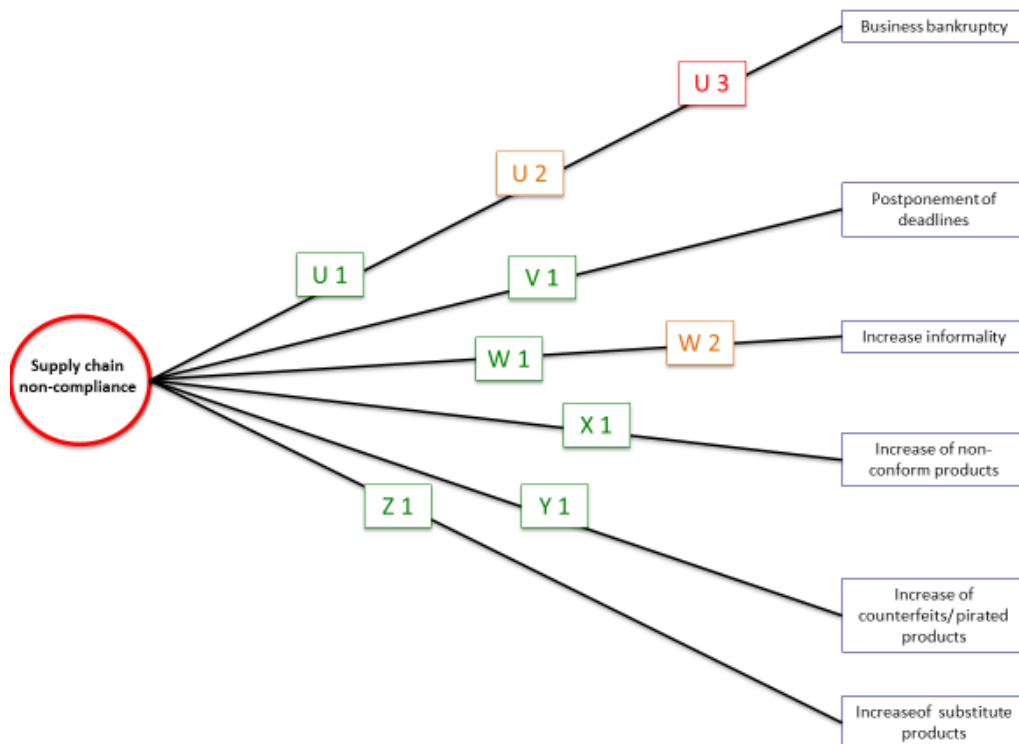 Business bankruptcy
U 3
U 2
Postponement of
deadlines
U 1
V 1
Increase informality
W 2
W 1
Supply chain
non-compliance
X 1
Increase of non-
conform products
Z 1
Y 1
Increase of
counterfeits/pirated
products
Increaseof substitute
products